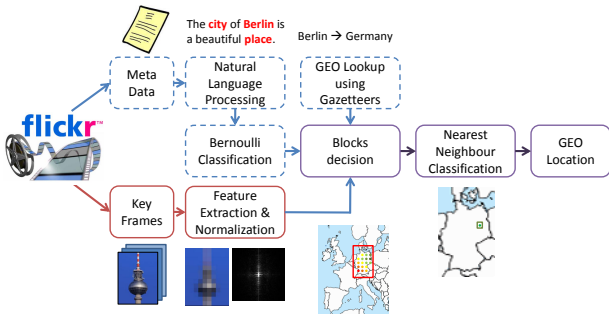 The city of Berlin is
a beautiful place.
Berlin → Germany
Meta
Data
Natural
Language
Processing
GEO Lookup
using
Gazetteers
flickr™
Bernoulli
Classification
Blocks
decision
Nearest
Neighbour
Classification
GEO
Location
Key
Frames
Feature
Extraction &
Normalization